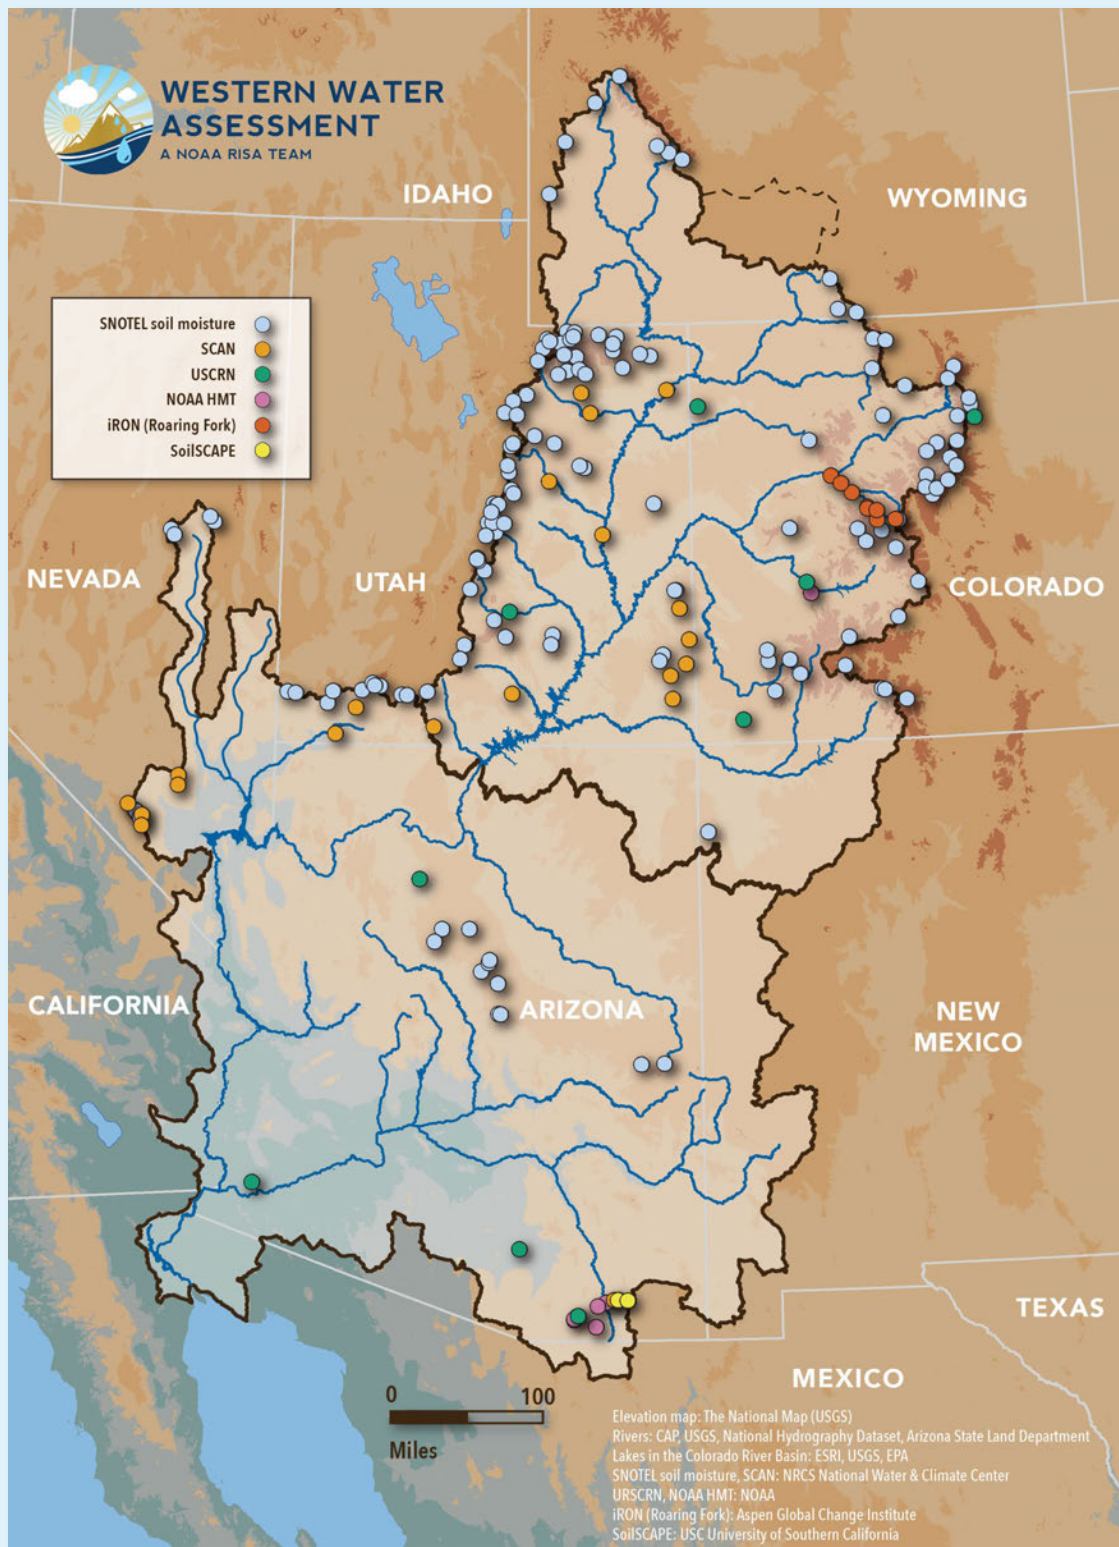 WESTERN WATER
ASSESSMENT
A NOAA RISA TEAM
IDAHO
WYOMING
SNOTEL soil moisture
SCAN
USCRN
NOAA HMT
iRON (Roaring Fork)
SoilSCAPE
NEVADA
UTAH
COLORADO
CALIFORNIA
ARIZONA
NEW
MEXICO
TEXAS
MEXICO
0 100
Miles
Elevation map: The National Map (USGS)
Rivers: CAP, USGS, National Hydrography Dataset, Arizona State Land Department
Lakes in the Colorado River Basin: ESRI, USGS, EPA
SNOTEL soil moisture, SCAN: NRCS National Water & Climate Center
URSCRN, NOAA HMT: NOAA
iRON (Roaring Fork): Aspen Global Change Institute
SoilSCAPE: USC University of Southern California